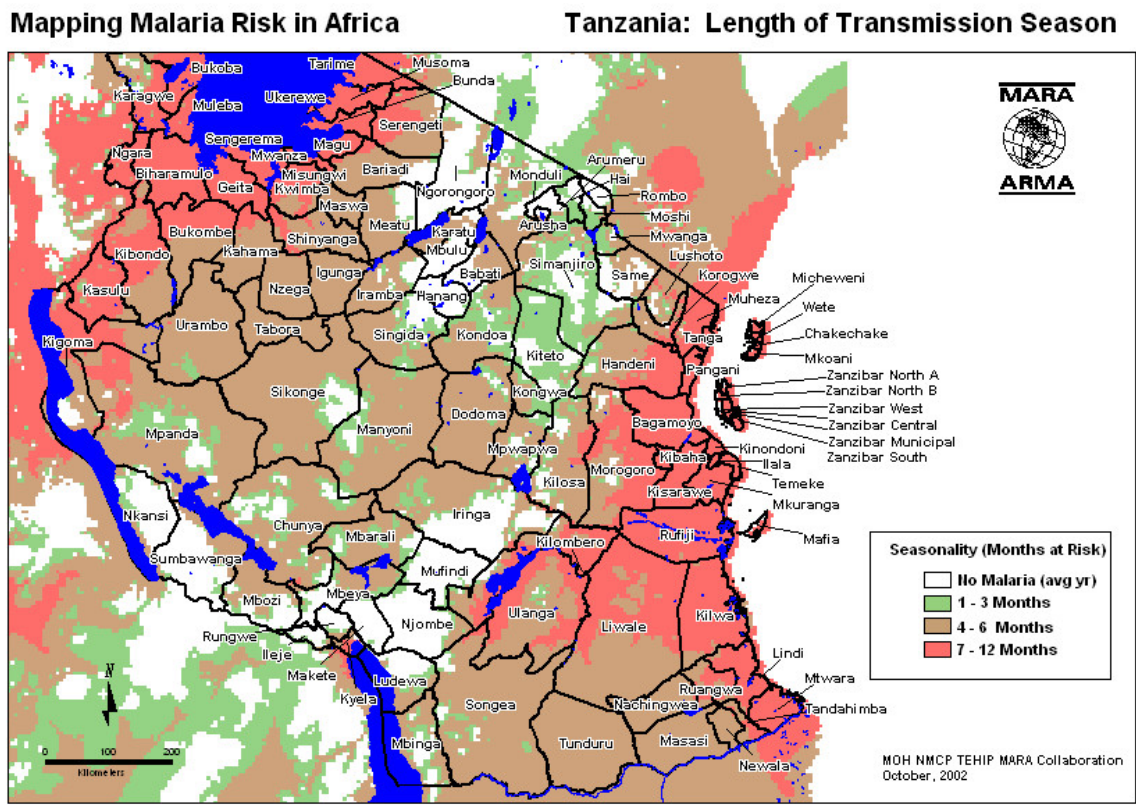 Mapping Malaria Risk in Africa
Tanzania: Length of Transmission Season
MARA
ARMA
Bukoba
Tarime
Musoma
Bunda
Karagwe
Muleba
Ukerewe
Serengeti
Sengerema
Magu
Ngara
Mwanza
Biharamulo
Misungwi
Bariadi
Geita
Kwimba
Ngorongoro
Monduli
Arumeru
Hai
Rombo
Maswa
Moshi
Bukombe
Meatu
Karatu
Arusha
Mwanga
Shinyanga
Mbulu
Lushoto
Kibondo
Kahama
Igunga
Babati
Simanjiro
Same
Korogwe
Micheweni
Kasulu
Nzega
Iramba
Hanang
Muheza
Wete
Urambo
Tabora
Singida
Kondoa
Tanga
Chakechake
Kigoma
Kiteto
Handeni
Pangani
Mkoani
Zanzibar North A
Zanzibar North B
Sikonge
Kongwa
Zanzibar West
Zanzibar Central
Mpanda
Manyoni
Dodoma
Bagamoyo
Zanzibar Municipal
Zanzibar South
Mpwapwa
Kibaha
Kinondoni
Ilala
Morogoro
Kilosa
Kisarawe
Temeke
Mkuranga
Nkansi
Iringa
Chunya
Mbarali
Kilombero
Rufiji
Mafia
Sumbawanga
Mufindi
Mbozi
Mbeya
Ulanga
Kilwa
Njombe
Liwale
Rungwe
Ileje
Lindi
Makete
Ludewa
Ruangwa
Mtwara
Kyela
Songea
Nachingwea
Tandahimba
Mbinga
Tunduru
Masasi
Newala
Seasonality (Months at Risk)
No Malaria (avg yr)
1 - 3 Months
4 - 6 Months
7 - 12 Months
N
0 100 200
Kilometers
MOH NMCP TEHIP MARA Collaboration
October, 2002